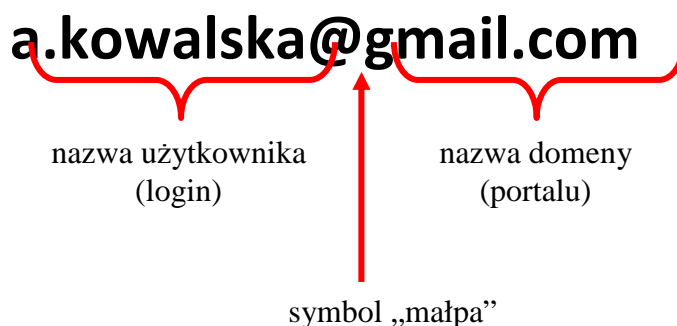 a.kowalska@gmail.com
nazwa użytkownika
(login)
nazwa domeny
(portalu)
symbol „małpa”